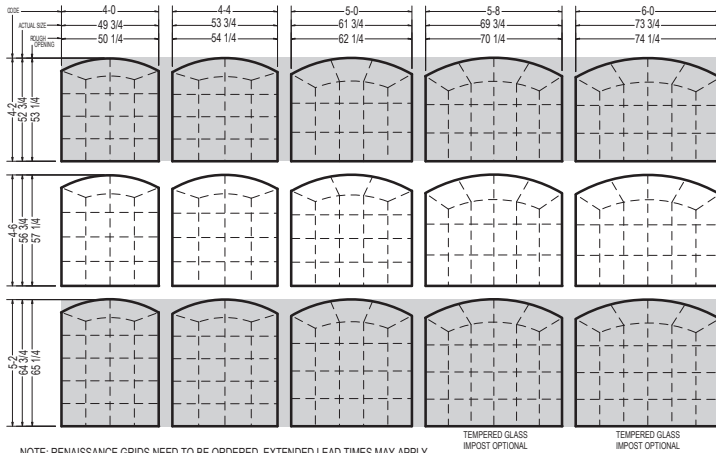 CODE 4-0 4-4 5-0 5-8 6-0
ACTUAL SIZE 49 3/4 53 3/4 61 3/4 69 3/4 73 3/4
ROUGH OPENING 50 1/4 54 1/4 62 1/4 70 1/4 74 1/4
4-2
52 3/4
53 1/4
4-6
56 3/4
57 1/4
5-2
64 3/4
65 1/4
TEMPERED GLASS
IMPOST OPTIONAL
TEMPERED GLASS
IMPOST OPTIONAL
NOTE: RENAISSANCE GRIDS NEED TO BE ORDERED. EXTENDED LEAD TIMES MAY APPLY.